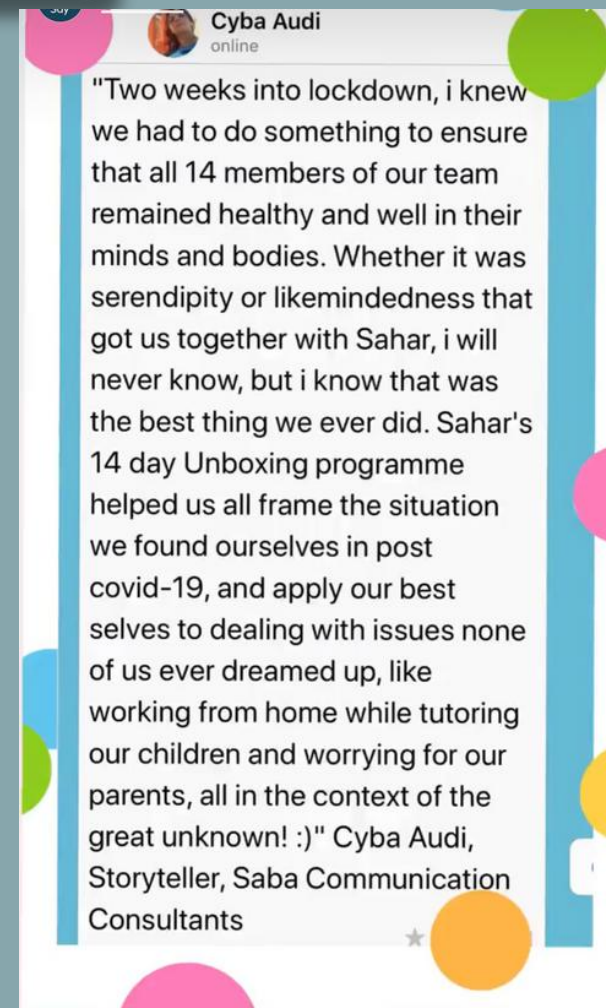 Say
Cyba Audi
online
"Two weeks into lockdown, i knew
we had to do something to ensure
that all 14 members of our team
remained healthy and well in their
minds and bodies. Whether it was
serendipity or likemindedness that
got us together with Sahar, i will
never know, but i know that was
the best thing we ever did. Sahar's
14 day Unboxing programme
helped us all frame the situation
we found ourselves in post
covid-19, and apply our best
selves to dealing with issues none
of us ever dreamed up, like
working from home while tutoring
our children and worrying for our
parents, all in the context of the
great unknown! :)" Cyba Audi,
Storyteller, Saba Communication
Consultants